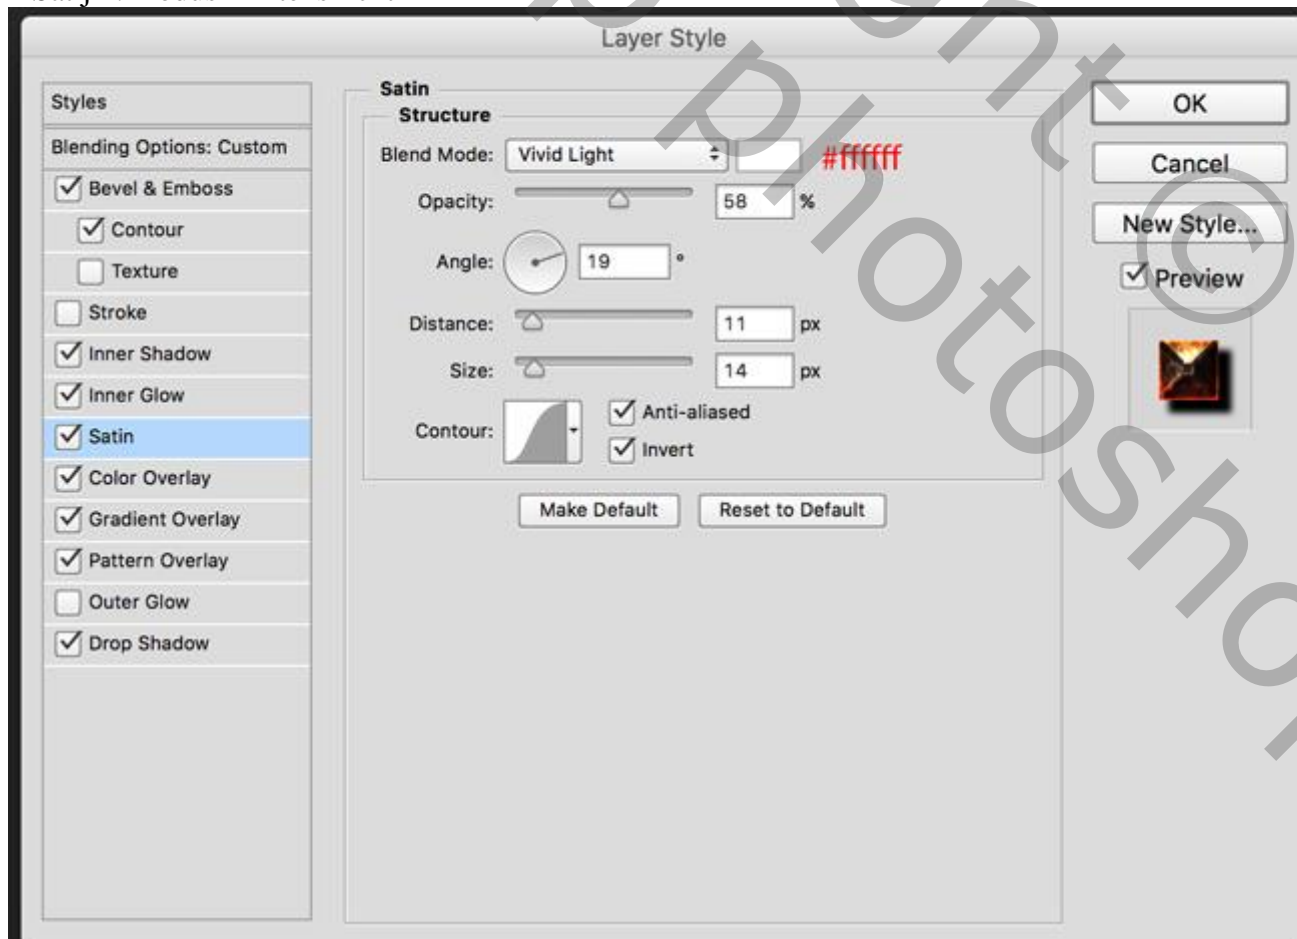 Layer Style
Styles
Blending Options: Custom
Bevel & Emboss
Contour
Texture
Stroke
Inner Shadow
Inner Glow
Satin
Color Overlay
Gradient Overlay
Pattern Overlay
Outer Glow
Drop Shadow
Satin
Structure
Blend Mode: Vivid Light #ffffff
Opacity: 58 %
Angle: 19 °
Distance: 11 px
Size: 14 px
Contour: Anti-aliased
Invert
Make Default Reset to Default
OK
Cancel
New Style...
Preview
©
photoshop